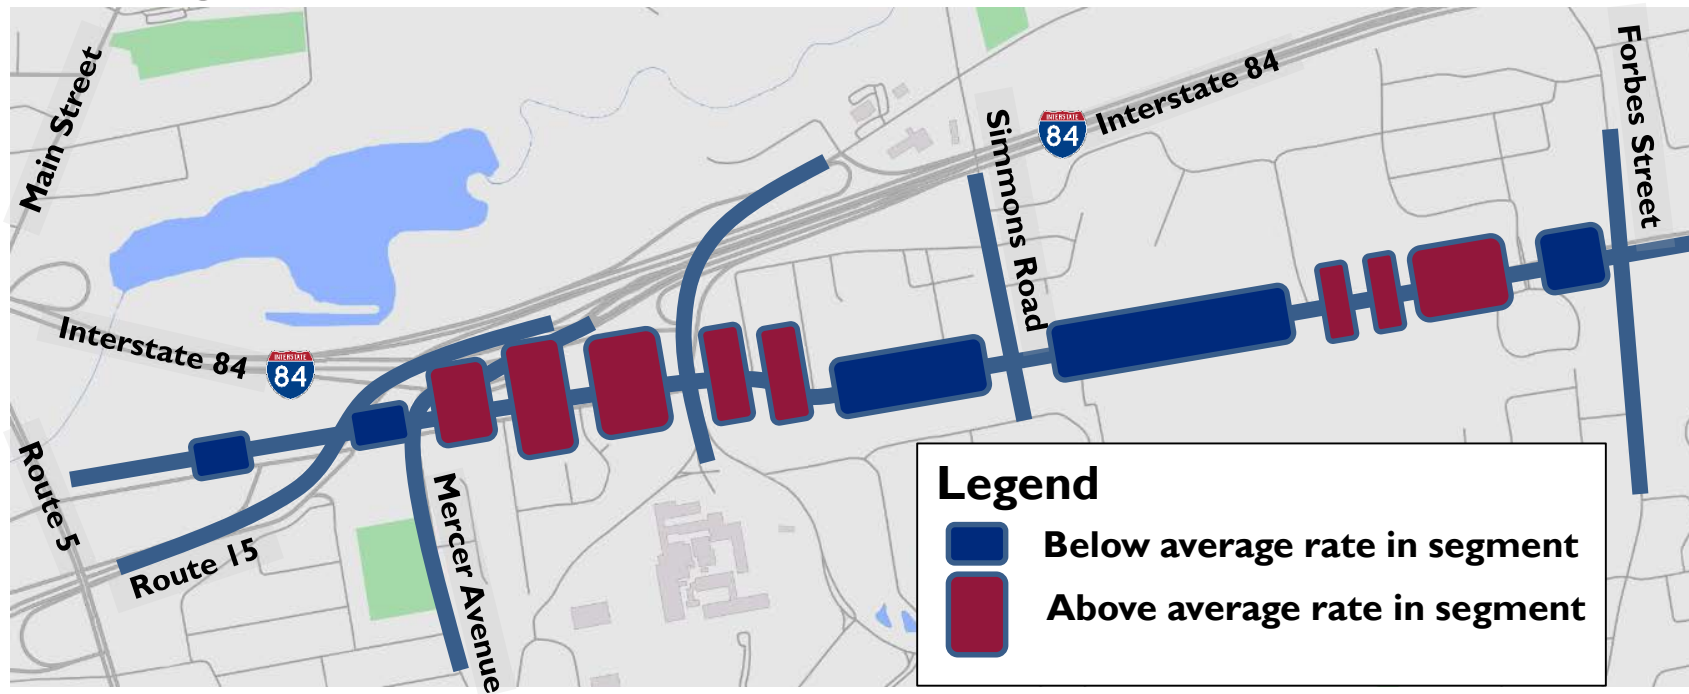 Main Street
Forbes Street
Simmons Road
INTERSTATE
84
Interstate 84
Interstate 84
INTERSTATE
84
Route 5
Route 15
Mercer Avenue
Legend
Below average rate in segment
Above average rate in segment